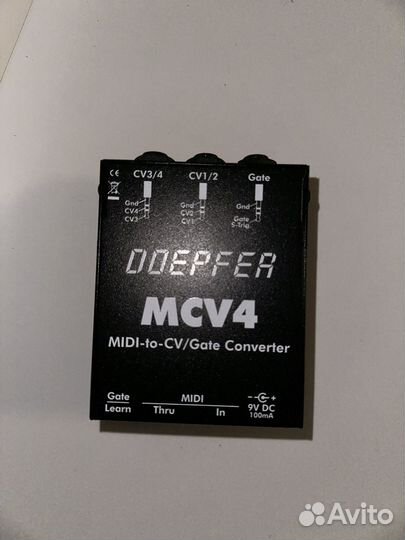 CE
CV3/4 CV1/2 Gate
Gnd Gnd Gnd
CV4 CV2 Gate
CV3 CV1 S-Trig.
DOEPFER
MCV4
MIDI-to-CV/Gate Converter
Gate MIDI - +
Learn Thru In 9V DC
100mA
Avito